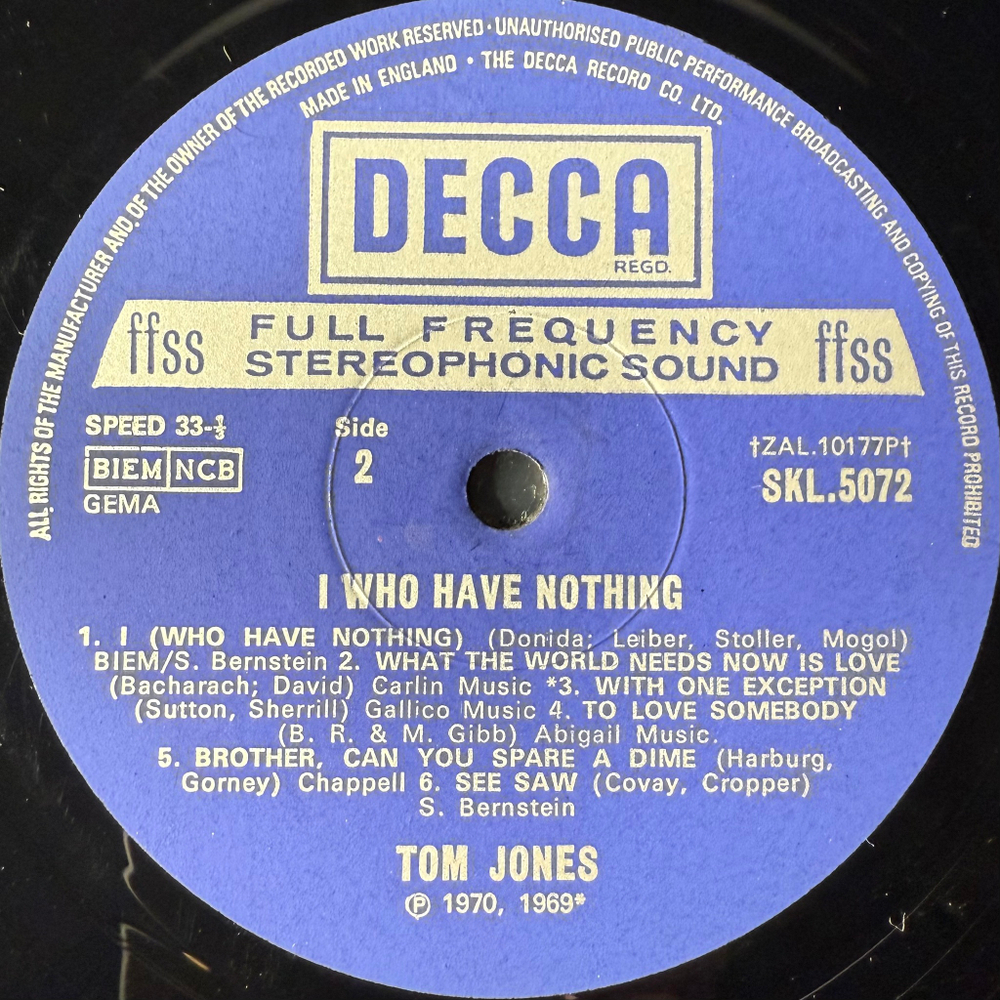 ALL RIGHTS OF THE MANUFACTURER AND OF THE OWNER OF THE RECORDED WORK RESERVED · UNAUTHORISED PUBLIC PERFORMANCE BROADCASTING AND COPYING OF THIS RECORD PROHIBITED
MADE IN ENGLAND • THE DECCA RECORD CO. LTD.
DECCA
REGD.
ffss FULL FREQUENCY STEREOPHONIC SOUND ffss
SPEED 33-⅓
BIEM NCB
GEMA
Side
2
†ZAL.10177P†
SKL.5072
I WHO HAVE NOTHING
1. I (WHO HAVE NOTHING) (Donida; Leiber, Stoller, Mogol)
BIEM/S. Bernstein 2. WHAT THE WORLD NEEDS NOW IS LOVE
(Bacharach; David) Carlin Music *3. WITH ONE EXCEPTION
(Sutton, Sherrill) Gallico Music 4. TO LOVE SOMEBODY
(B. R. & M. Gibb) Abigail Music.
5. BROTHER, CAN YOU SPARE A DIME (Harburg,
Gorney) Chappell 6. SEE SAW (Covay, Cropper)
S. Bernstein
TOM JONES
℗ 1970, 1969*